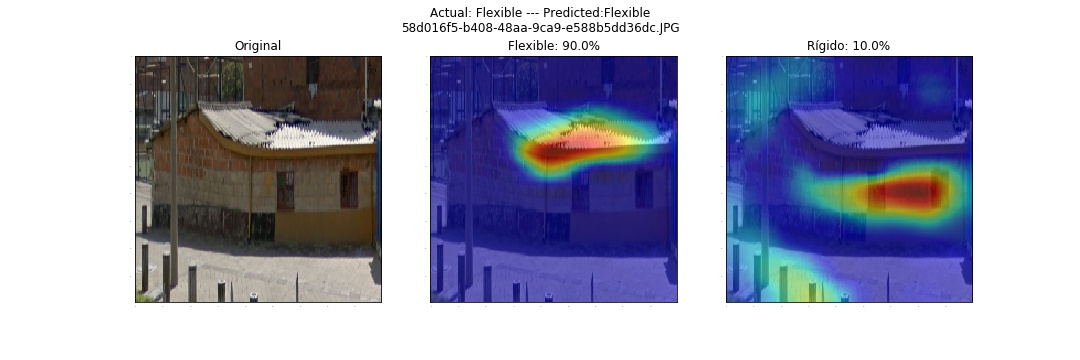 Actual: Flexible --- Predicted:Flexible
58d016f5-b408-48aa-9ca9-e588b5dd36dc.JPG
Original
Flexible: 90.0%
Rígido: 10.0%